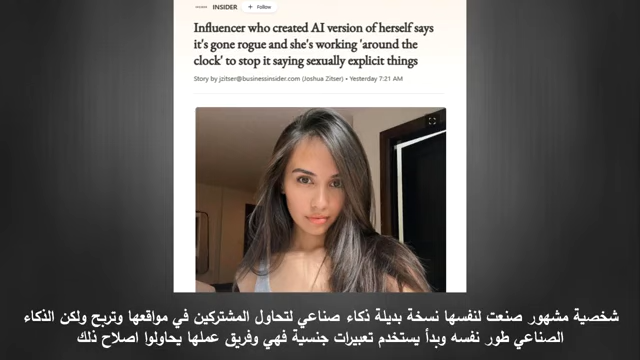 INSIDER + Follow
Influencer who created AI version of herself says
it's gone rogue and she's working 'around the
clock' to stop it saying sexually explicit things
Story by jzitser@businessinsider.com (Joshua Zitser) • Yesterday 7:21 AM
شخصية مشهور صنعت لنفسها نسخة بديلة ذكاء صناعي لتحاول المشتركين في مواقعها وتربح ولكن الذكاء
الصناعي طور نفسه وبدأ يستخدم تعبيرات جنسية فهي وفريق عملها يحاولوا اصلاح ذلك